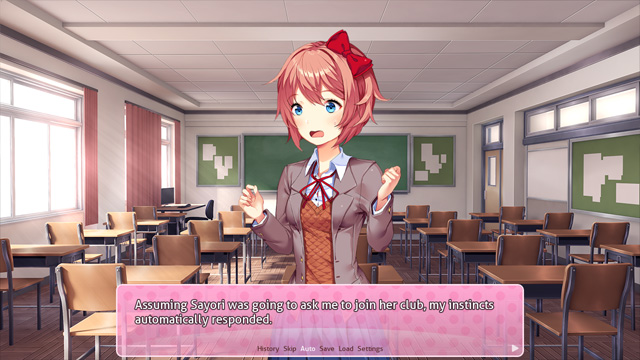 Assuming Sayori was going to ask me to join her club, my instincts
automatically responded.
History Skip Auto Save Load Settings